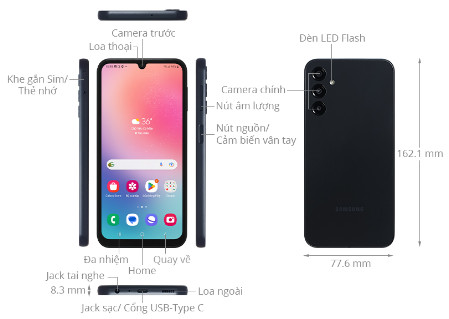 Camera trước
Loa thoại
Đèn LED Flash
Khe gắn Sim/
Thẻ nhớ
Camera chính
Nút âm lượng
Nút nguồn/
Cảm biến vân tay
36°
162.1 mm
SAMSUNG
Đa nhiệm
Home
Quay về
77.6 mm
Jack tai nghe
8.3 mm
Loa ngoài
Jack sạc/ Cổng USB-Type C